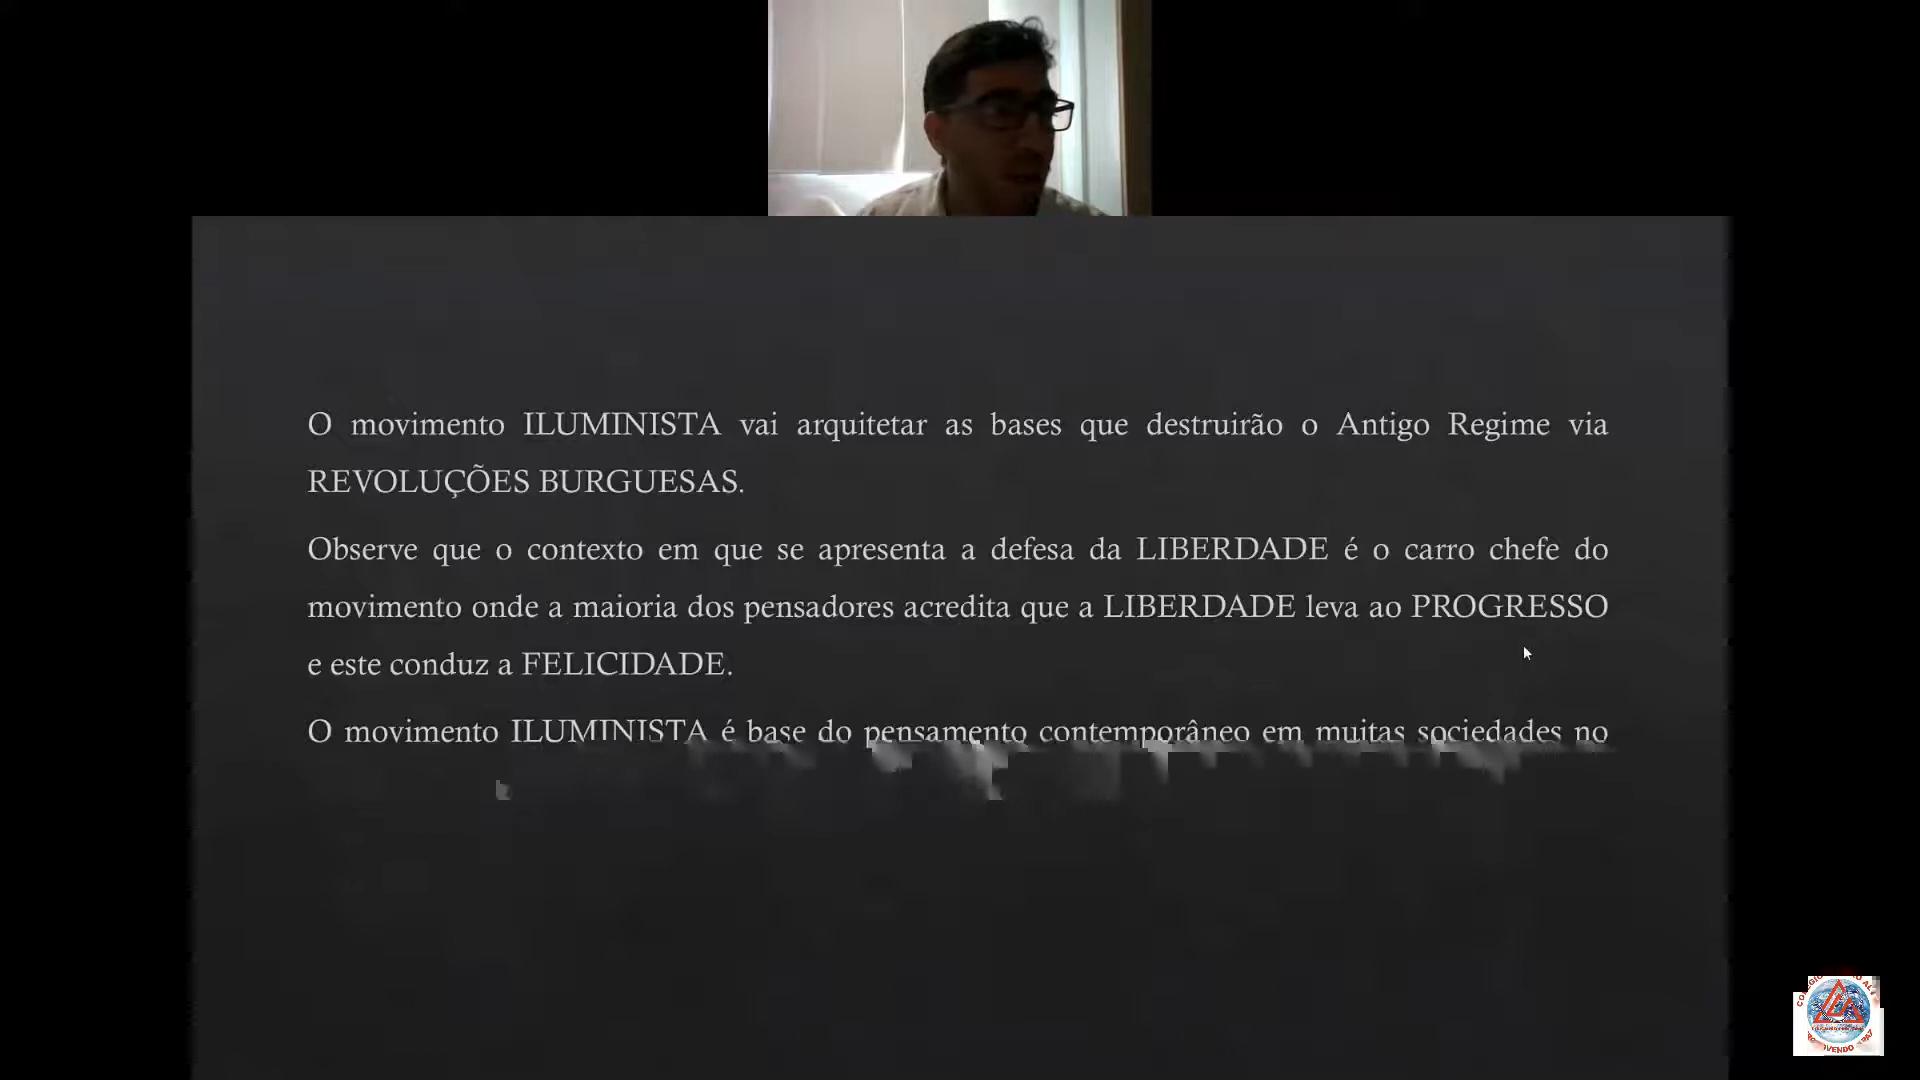 O movimento ILUMINISTA vai arquitetar as bases que destruirão o Antigo Regime via
REVOLUÇÕES BURGUESAS.
Observe que o contexto em que se apresenta a defesa da LIBERDADE é o carro chefe do
movimento onde a maioria dos pensadores acredita que a LIBERDADE leva ao PROGRESSO
e este conduz a FELICIDADE.
O movimento ILUMINISTA é base do pensamento contemporâneo em muitas sociedades no